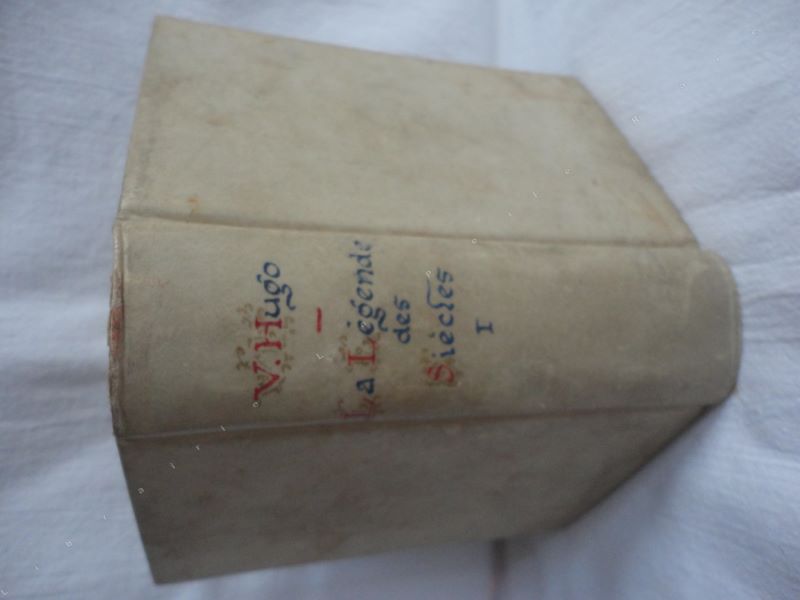 V. Hugo
—
La Légende
des
Siècles
I